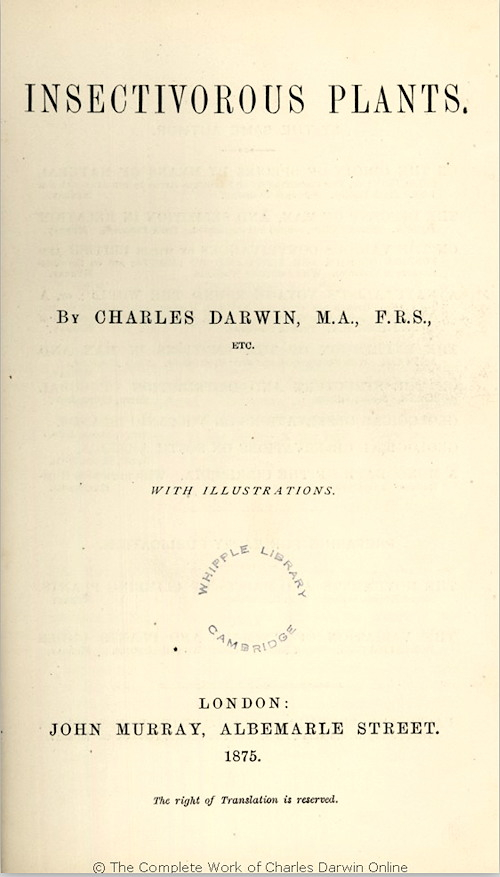 INSECTIVOROUS PLANTS.
By CHARLES DARWIN, M.A., F.R.S.,
ETC.
WITH ILLUSTRATIONS.
WHIPPLE LIBRARY
CAMBRIDGE
LONDON:
JOHN MURRAY, ALBEMARLE STREET.
1875.
The right of Translation is reserved.
© The Complete Work of Charles Darwin Online